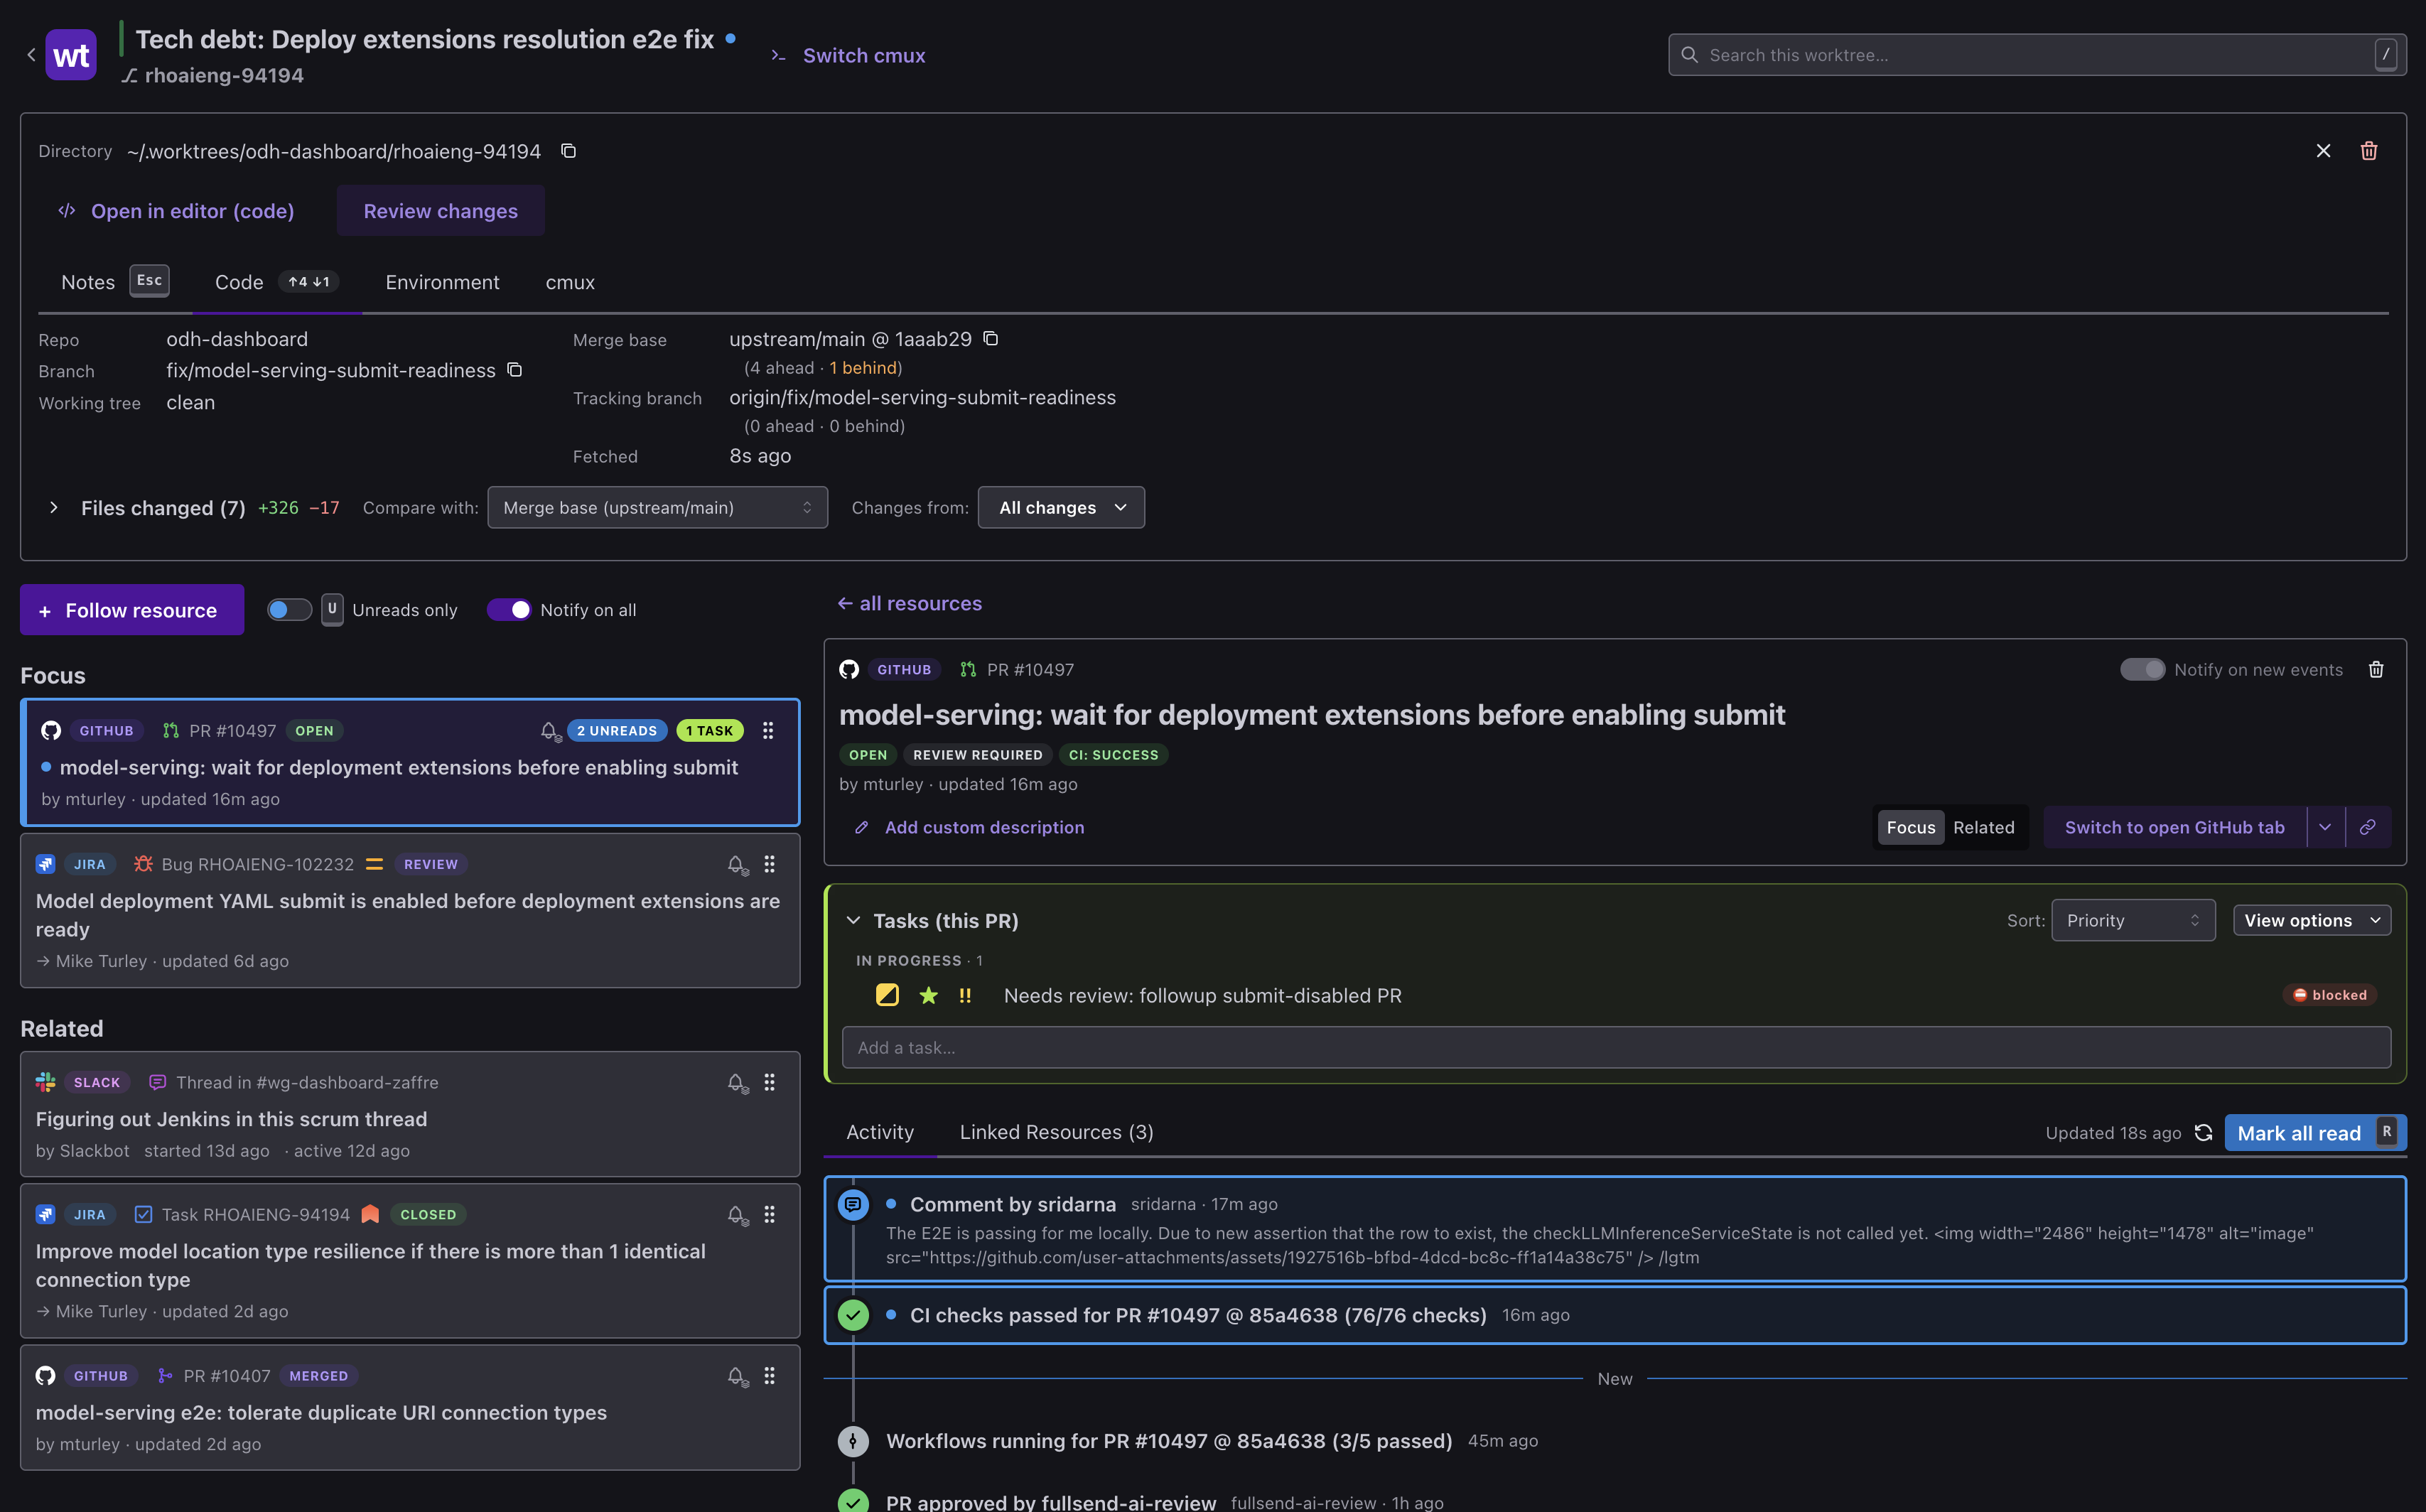 wt
Tech debt: Deploy extensions resolution e2e fix
rhoaieng-94194
Switch cmux
Search this worktree...
/
Directory ~/.worktrees/odh-dashboard/rhoaieng-94194
Open in editor (code)
Review changes
Notes Esc
Code ↑4 ↓1
Environment
cmux
Repo odh-dashboard
Branch fix/model-serving-submit-readiness
Working tree clean
Merge base upstream/main @ 1aaab29
(4 ahead · 1 behind)
Tracking branch origin/fix/model-serving-submit-readiness
(0 ahead · 0 behind)
Fetched 8s ago
Files changed (7) +326 −17 Compare with: Merge base (upstream/main) Changes from: All changes
+ Follow resource
U Unreads only
Notify on all
Focus
GITHUB PR #10497 OPEN 2 UNREADS 1 TASK
model-serving: wait for deployment extensions before enabling submit
by mturley · updated 16m ago
JIRA Bug RHOAIENG-102232 REVIEW
Model deployment YAML submit is enabled before deployment extensions are
ready
→ Mike Turley · updated 6d ago
Related
SLACK Thread in #wg-dashboard-zaffre
Figuring out Jenkins in this scrum thread
by Slackbot started 13d ago · active 12d ago
JIRA Task RHOAIENG-94194 CLOSED
Improve model location type resilience if there is more than 1 identical
connection type
→ Mike Turley · updated 2d ago
GITHUB PR #10407 MERGED
model-serving e2e: tolerate duplicate URI connection types
by mturley · updated 2d ago
← all resources
GITHUB PR #10497
Notify on new events
model-serving: wait for deployment extensions before enabling submit
OPEN REVIEW REQUIRED CI: SUCCESS
by mturley · updated 16m ago
Add custom description
Focus Related
Switch to open GitHub tab
Tasks (this PR)
Sort: Priority
View options
IN PROGRESS · 1
!! Needs review: followup submit-disabled PR
blocked
Add a task...
Activity
Linked Resources (3)
Updated 18s ago
Mark all read R
Comment by sridarna sridarna · 17m ago
The E2E is passing for me locally. Due to new assertion that the row to exist, the checkLLMInferenceServiceState is not called yet. <img width="2486" height="1478" alt="image"
src="https://github.com/user-attachments/assets/1927516b-bfbd-4dcd-bc8c-ff1a14a38c75" /> /lgtm
CI checks passed for PR #10497 @ 85a4638 (76/76 checks) 16m ago
New
Workflows running for PR #10497 @ 85a4638 (3/5 passed) 45m ago
PR approved by fullsend-ai-review fullsend-ai-review · 1h ago